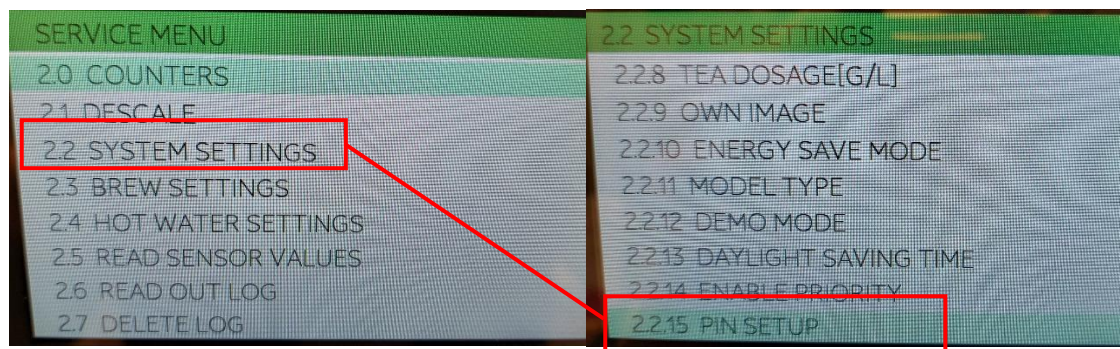 SERVICE MENU
2.0 COUNTERS
2.1 DESCALE
2.2 SYSTEM SETTINGS
2.3 BREW SETTINGS
2.4 HOT WATER SETTINGS
2.5 READ SENSOR VALUES
2.6 READ OUT LOG
2.7 DELETE LOG
2.2 SYSTEM SETTINGS
2.2.8 TEA DOSAGE[G/L]
2.2.9 OWN IMAGE
2.2.10 ENERGY SAVE MODE
2.2.11 MODEL TYPE
2.2.12 DEMO MODE
2.2.13 DAYLIGHT SAVING TIME
2.2.14 ENABLE PRIORITY
2.2.15 PIN SETUP